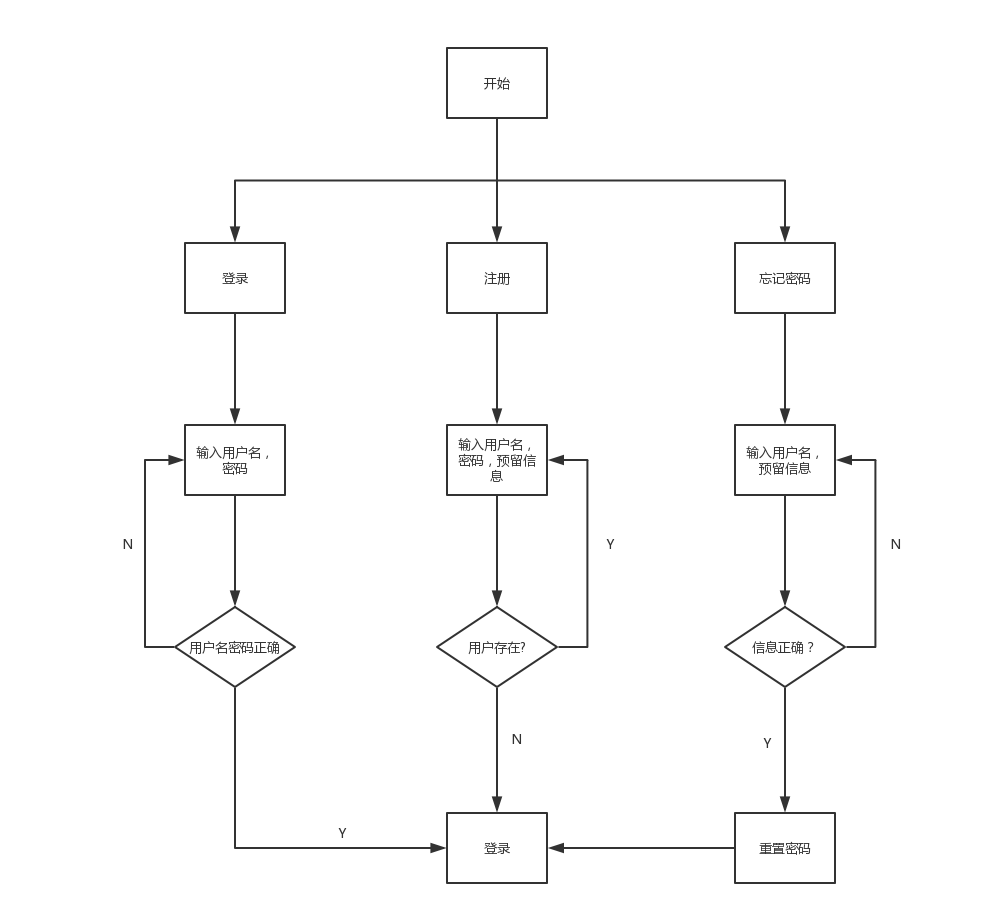 开始
登录
注册
忘记密码
输入用户名，
密码
输入用户名，
密码，预留信
息
输入用户名，
预留信息
N
Y
N
用户名密码正确
用户存在?
信息正确？
N
Y
Y
登录
重置密码